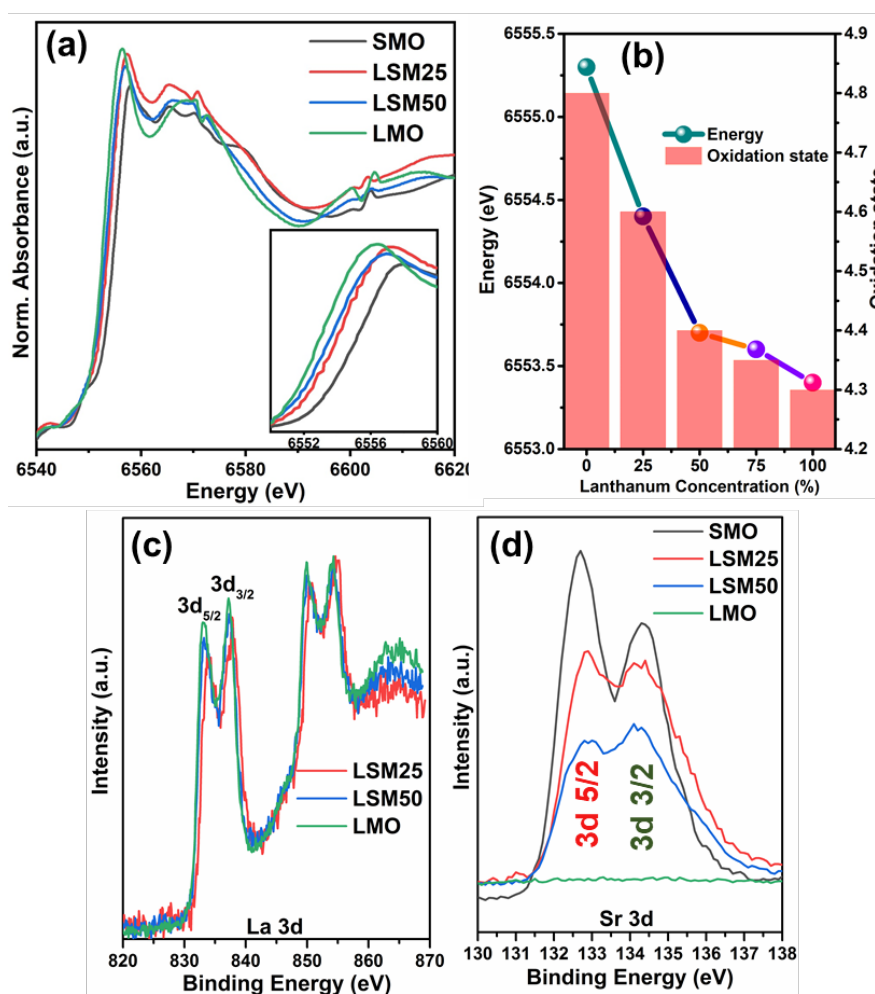 (a)
SMO
LSM25
LSM50
LMO
Norm. Absorbance (a.u.)
6552 6556 6560
6540 6560 6580 6600 6620
Energy (eV)
(b)
Energy
Oxidation state
6555.5
6555.0
6554.5
6554.0
6553.5
6553.0
Energy (eV)
4.9
4.8
4.7
4.6
4.5
4.4
4.3
4.2
Oxidation state
0 25 50 75 100
Lanthanum Concentration (%)
(c)
3d5/2
3d3/2
LSM25
LSM50
LMO
Intensity (a.u.)
La 3d
820 830 840 850 860 870
Binding Energy (eV)
(d)
SMO
LSM25
LSM50
LMO
Intensity (a.u.)
3d 5/2
3d 3/2
Sr 3d
130 131 132 133 134 135 136 137 138
Binding Energy (eV)